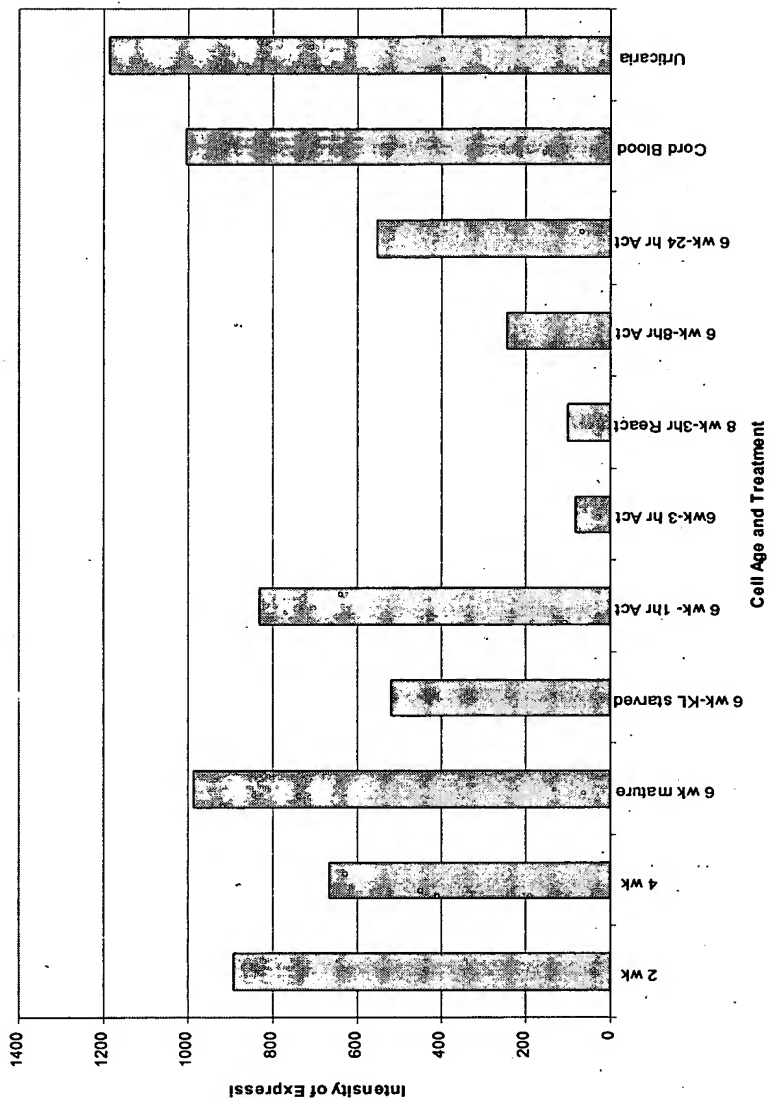 Intensity of Expressi
1400
1200
1000
800
600
400
200
0
2 wk
4 wk
6 wk mature
6 wk-KL starved
6 wk- 1hr Act
6wk-3 hr Act
8 wk-3hr React
6 wk-8hr Act
6 wk-24 hr Act
Cord Blood
Urticaria
Cell Age and Treatment